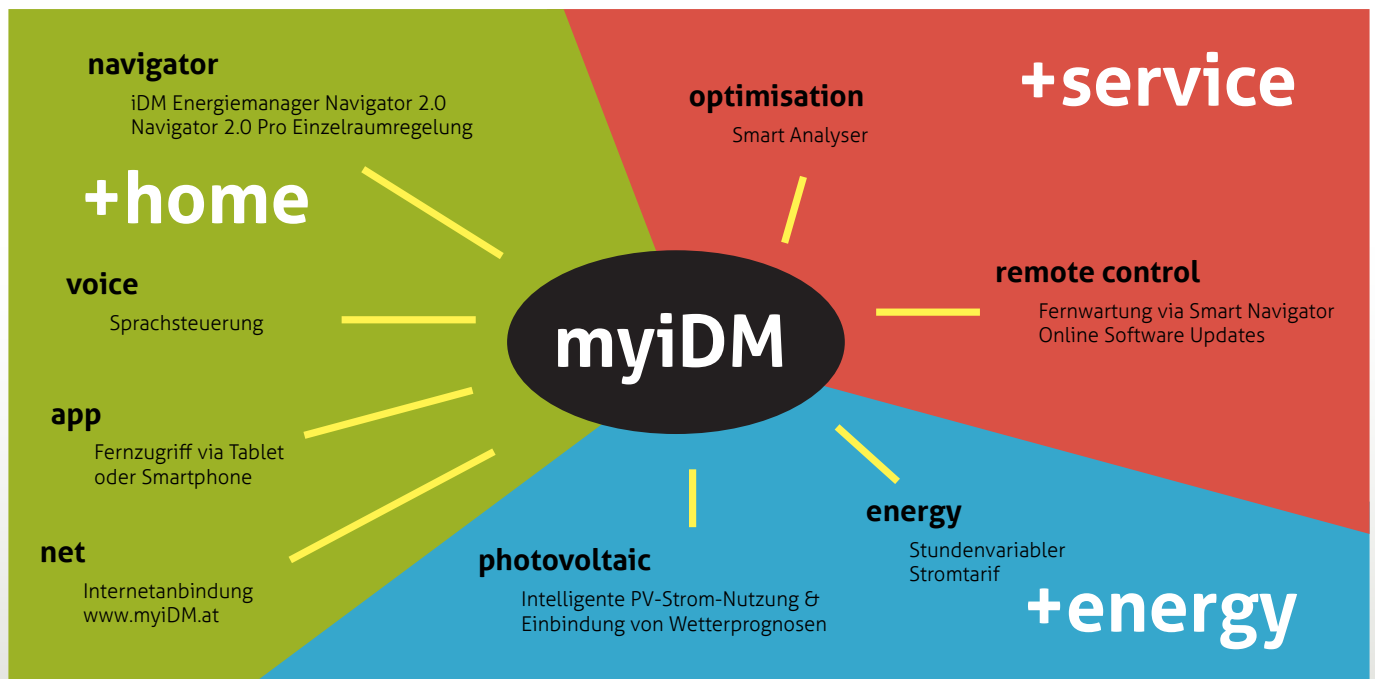 navigator
iDM Energiemanager Navigator 2.0
Navigator 2.0 Pro Einzelraumregelung
+home
voice
Sprachsteuerung
app
Fernzugriff via Tablet
oder Smartphone
net
Internetanbindung
www.myiDM.at
myiDM
optimisation
Smart Analyser
+service
remote control
Fernwartung via Smart Navigator
Online Software Updates
photovoltaic
Intelligente PV-Strom-Nutzung &
Einbindung von Wetterprognosen
energy
Stundenvariabler
Stromtarif
+energy